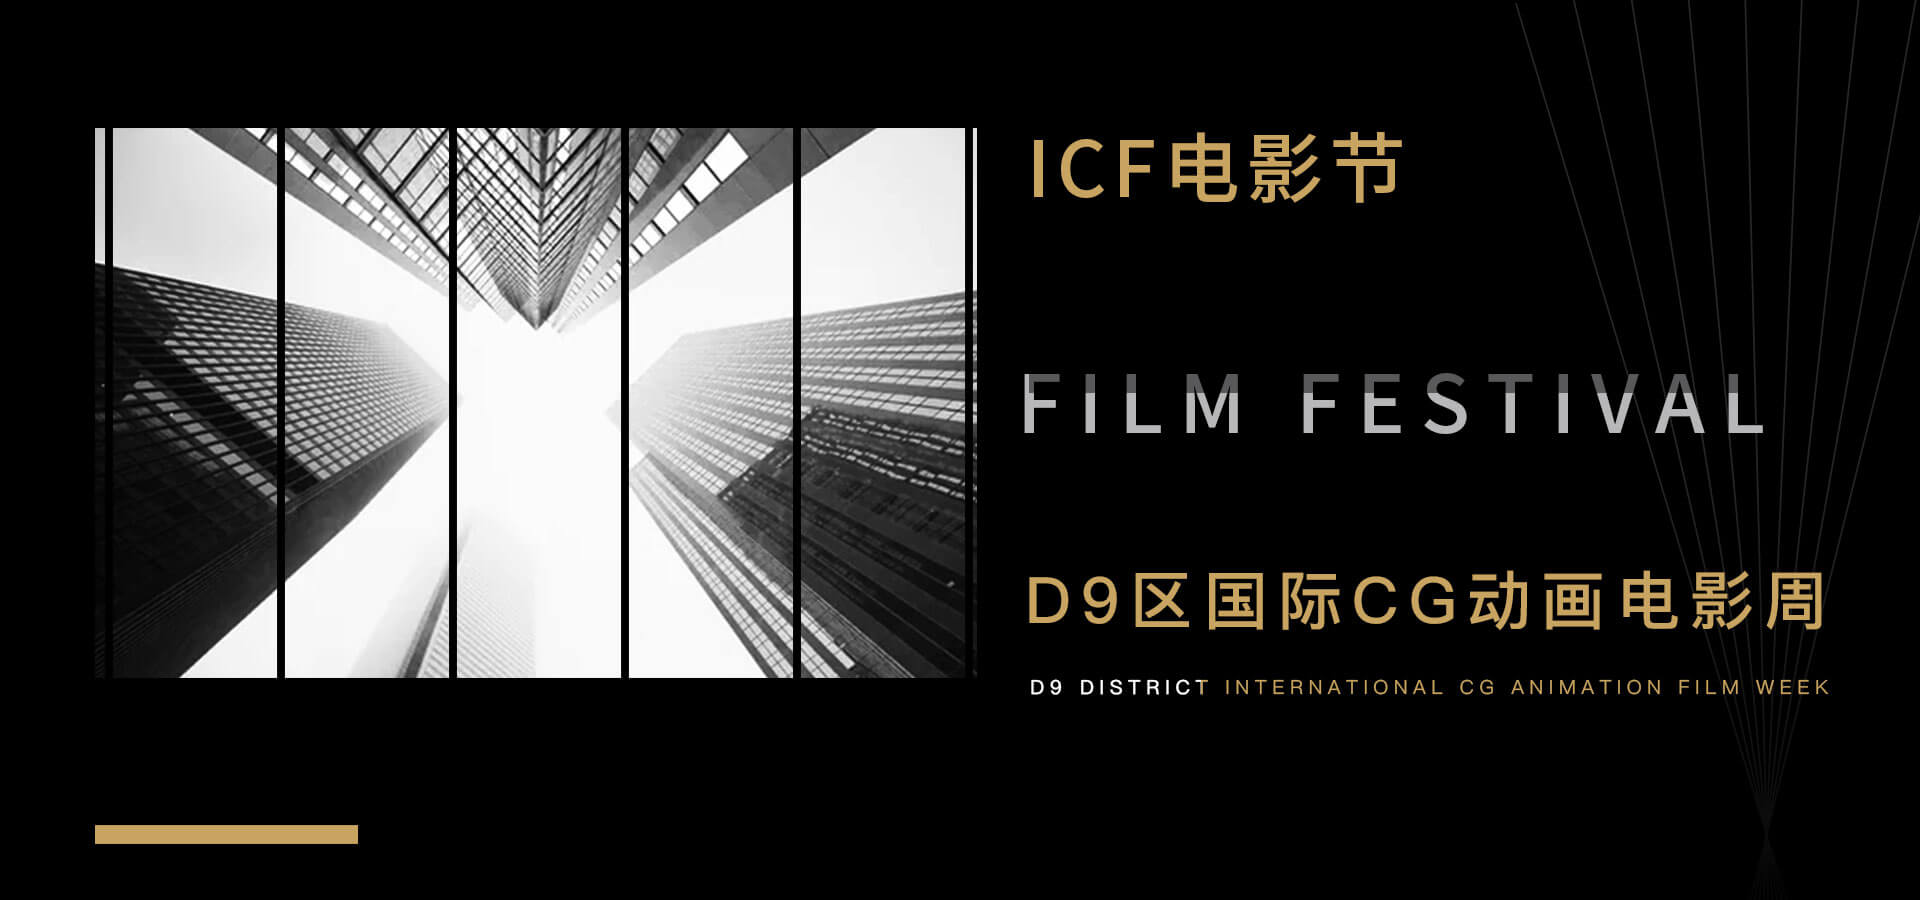 ICF电影节
FILM FESTIVAL
D9区国际CG动画电影周
D9 DISTRICT INTERNATIONAL CG ANIMATION FILM WEEK